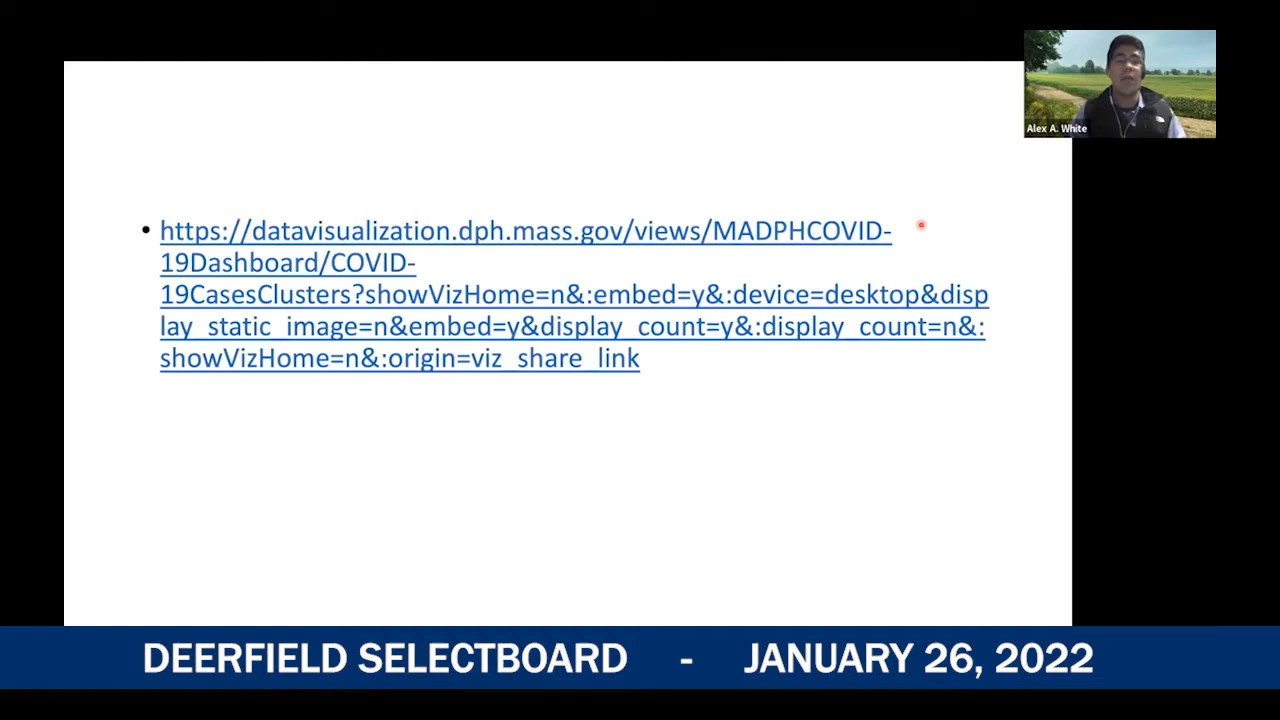 Alex A. White
• https://datavisualization.dph.mass.gov/views/MADPHCOVID-
19Dashboard/COVID-
19CasesClusters?showVizHome=n&:embed=y&:device=desktop&disp
lay_static_image=n&embed=y&display_count=y&:display_count=n&:
showVizHome=n&:origin=viz_share_link
DEERFIELD SELECTBOARD - JANUARY 26, 2022